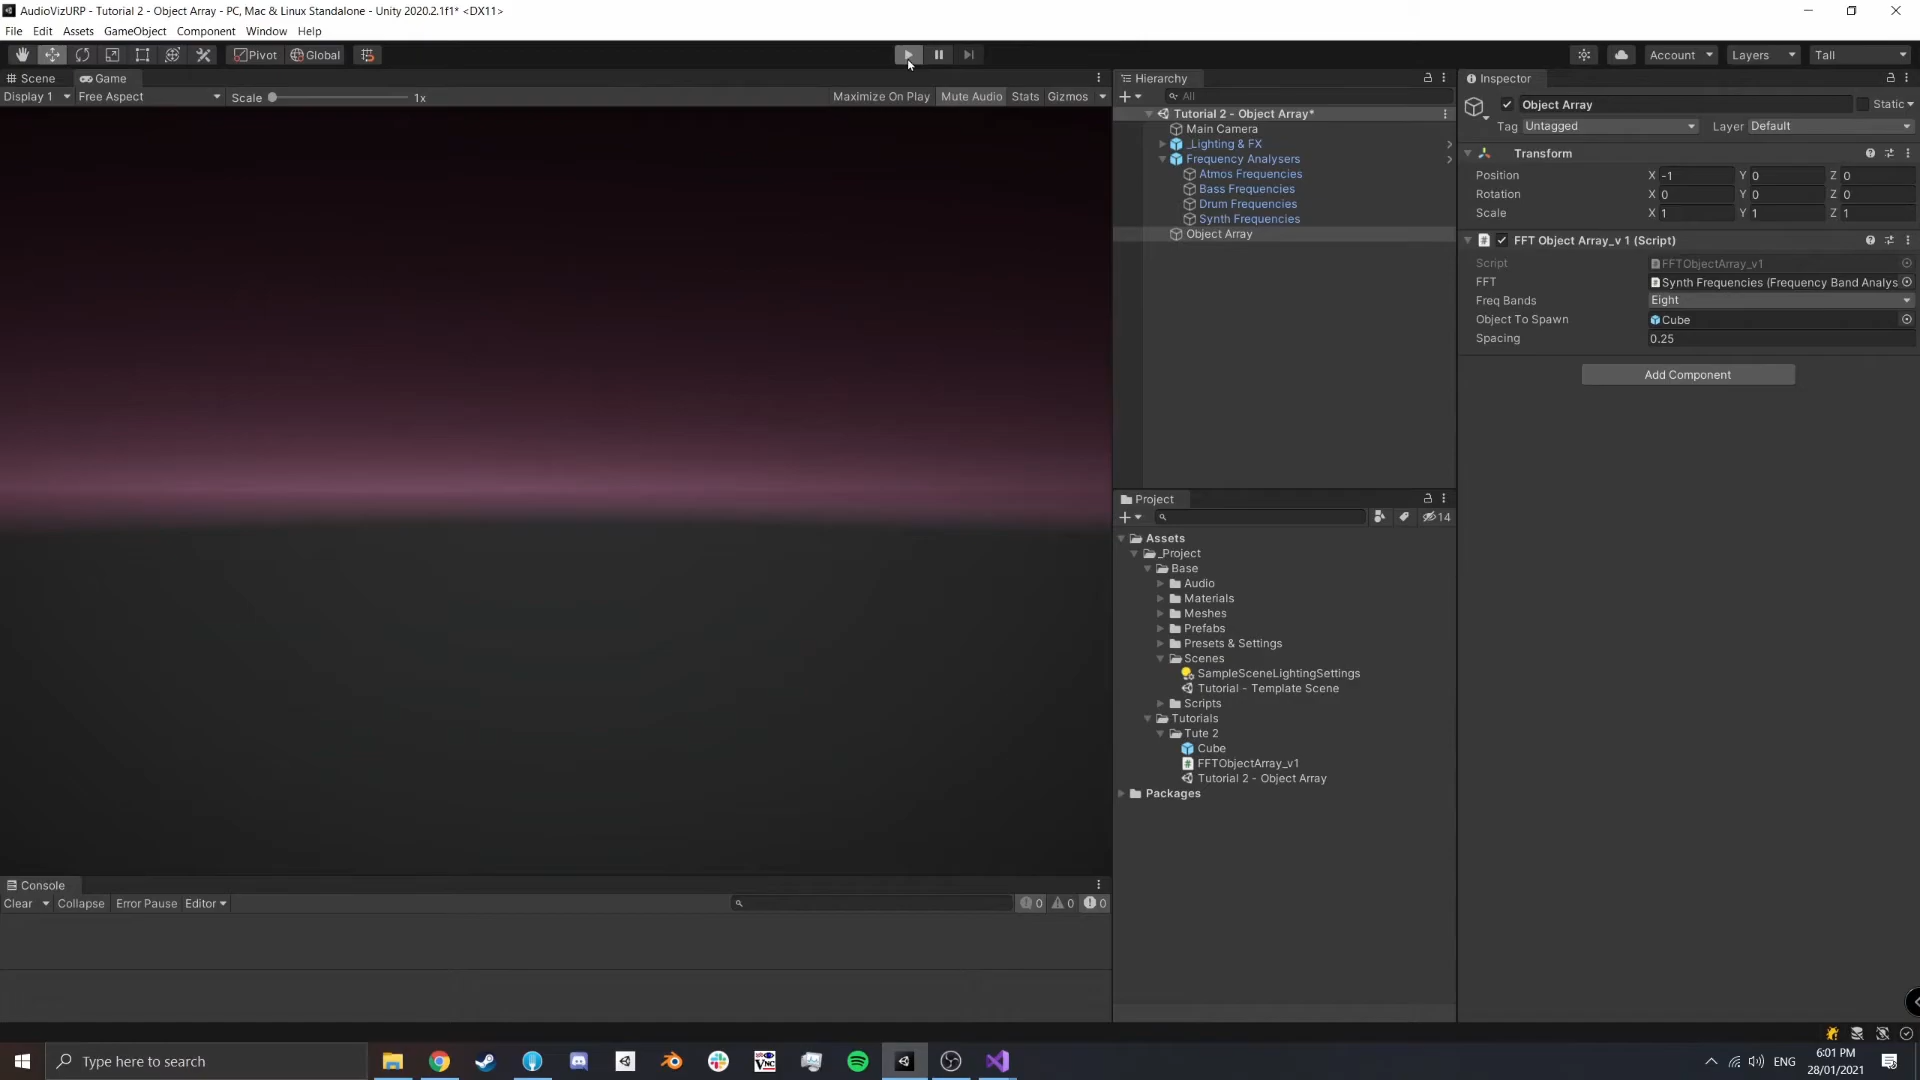 AudioVizURP - Tutorial 2 - Object Array - PC, Mac & Linux Standalone - Unity 2020.2.1f1* <DX11>
File Edit Assets GameObject Component Window Help
Pivot Global Account Layers Tall
Scene Game
Display 1 Free Aspect Scale 1x Maximize On Play Mute Audio Stats Gizmos
Hierarchy
All
Tutorial 2 - Object Array*
Main Camera
_Lighting & FX
Frequency Analysers
Atmos Frequencies
Bass Frequencies
Drum Frequencies
Synth Frequencies
Object Array
Inspector
Object Array Static
Tag Untagged Layer Default
Transform
Position X -1 Y 0 Z 0
Rotation X 0 Y 0 Z 0
Scale X 1 Y 1 Z 1
FFT Object Array_v 1 (Script)
Script FFTObjectArray_v1
FFT Synth Frequencies (Frequency Band Analys
Freq Bands Eight
Object To Spawn Cube
Spacing 0.25
Add Component
Project
14
Assets
_Project
Base
Audio
Materials
Meshes
Prefabs
Presets & Settings
Scenes
SampleSceneLightingSettings
Tutorial - Template Scene
Scripts
Tutorials
Tute 2
Cube
FFTObjectArray_v1
Tutorial 2 - Object Array
Packages
Console
Clear Collapse Error Pause Editor 0 0 0
Type here to search
ENG
6:01 PM
28/01/2021